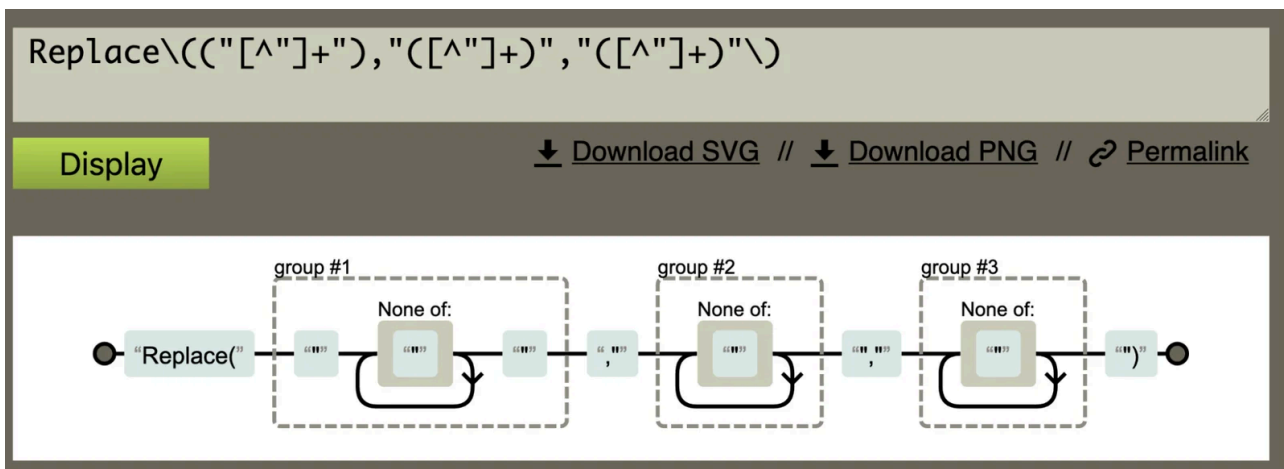 Replace\(("[^"]+"),"([^"]+)","([^"]+)"\)
Display
Download SVG // Download PNG // Permalink
group #1 group #2 group #3
None of: None of: None of:
“Replace(” “"” “"” “"” “,"” “"” “","” “"” “")”